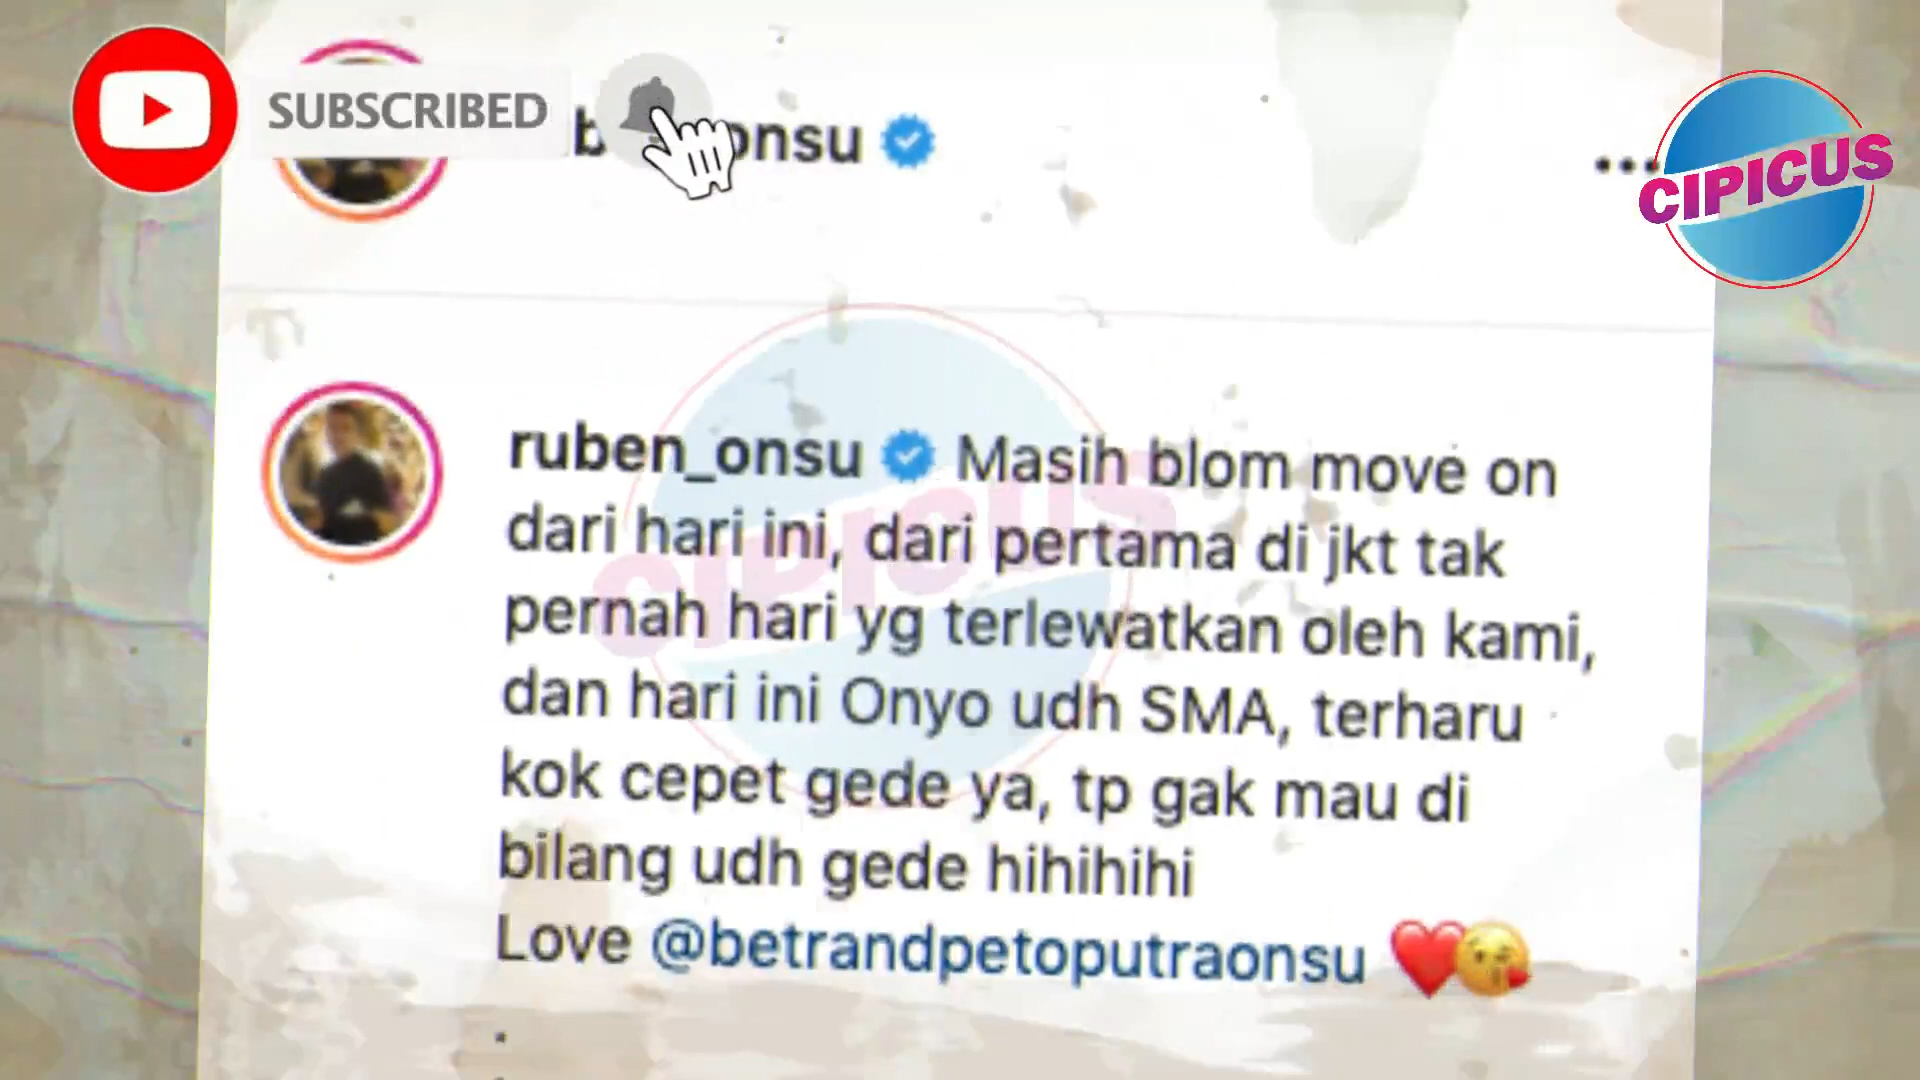 SUBSCRIBED
onsu
CIPICUS
ruben_onsu Masih blom move on
dari hari ini, dari pertama di jkt tak
pernah hari yg terlewatkan oleh kami,
dan hari ini Onyo udh SMA, terharu
kok cepet gede ya, tp gak mau di
bilang udh gede hihihihi
Love @betrandpetoputraonsu ❤️😘
.
CIPICUS